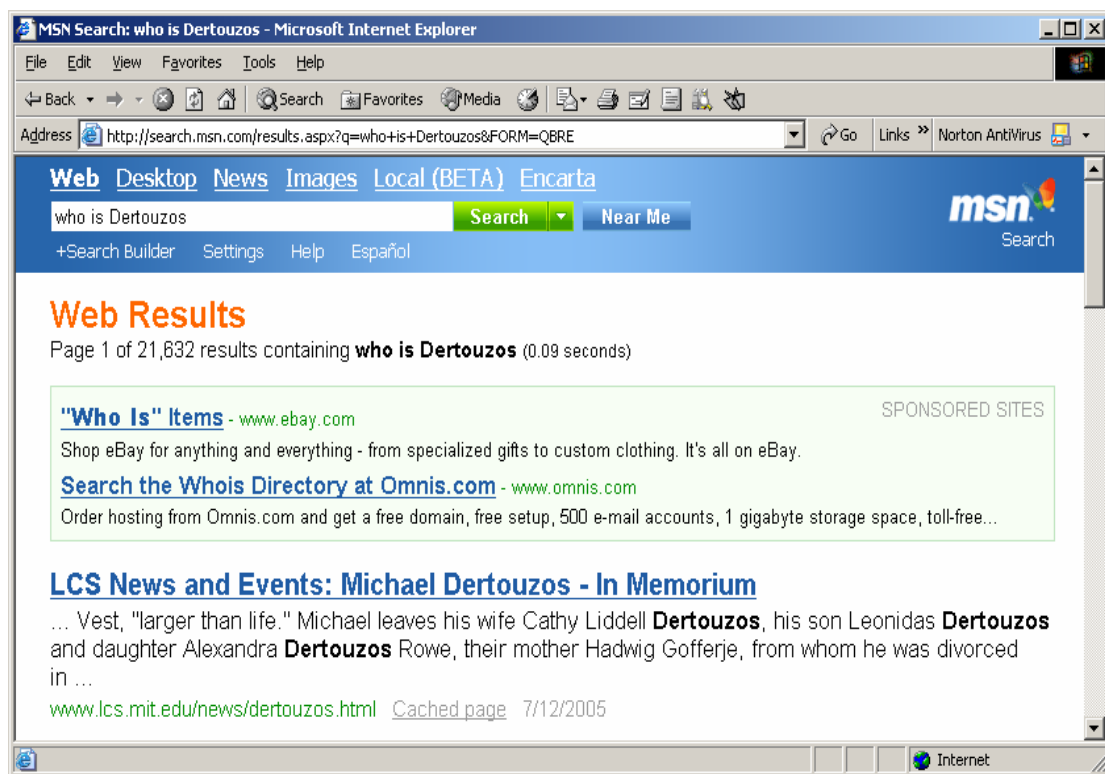 MSN Search: who is Dertouzos - Microsoft Internet Explorer
File Edit View Favorites Tools Help
Back Search Favorites Media
Address http://search.msn.com/results.aspx?q=who+is+Dertouzos&FORM=QBRE Go Links » Norton AntiVirus
Web Desktop News Images Local (BETA) Encarta
who is Dertouzos Search Near Me
msn Search
+Search Builder Settings Help Español
Web Results
Page 1 of 21,632 results containing who is Dertouzos (0.09 seconds)
SPONSORED SITES
"Who Is" Items - www.ebay.com
Shop eBay for anything and everything - from specialized gifts to custom clothing. It's all on eBay.
Search the Whois Directory at Omnis.com - www.omnis.com
Order hosting from Omnis.com and get a free domain, free setup, 500 e-mail accounts, 1 gigabyte storage space, toll-free...
LCS News and Events: Michael Dertouzos - In Memorium
... Vest, "larger than life." Michael leaves his wife Cathy Liddell Dertouzos, his son Leonidas Dertouzos
and daughter Alexandra Dertouzos Rowe, their mother Hadwig Gofferje, from whom he was divorced
in ...
www.lcs.mit.edu/news/dertouzos.html Cached page 7/12/2005
Internet